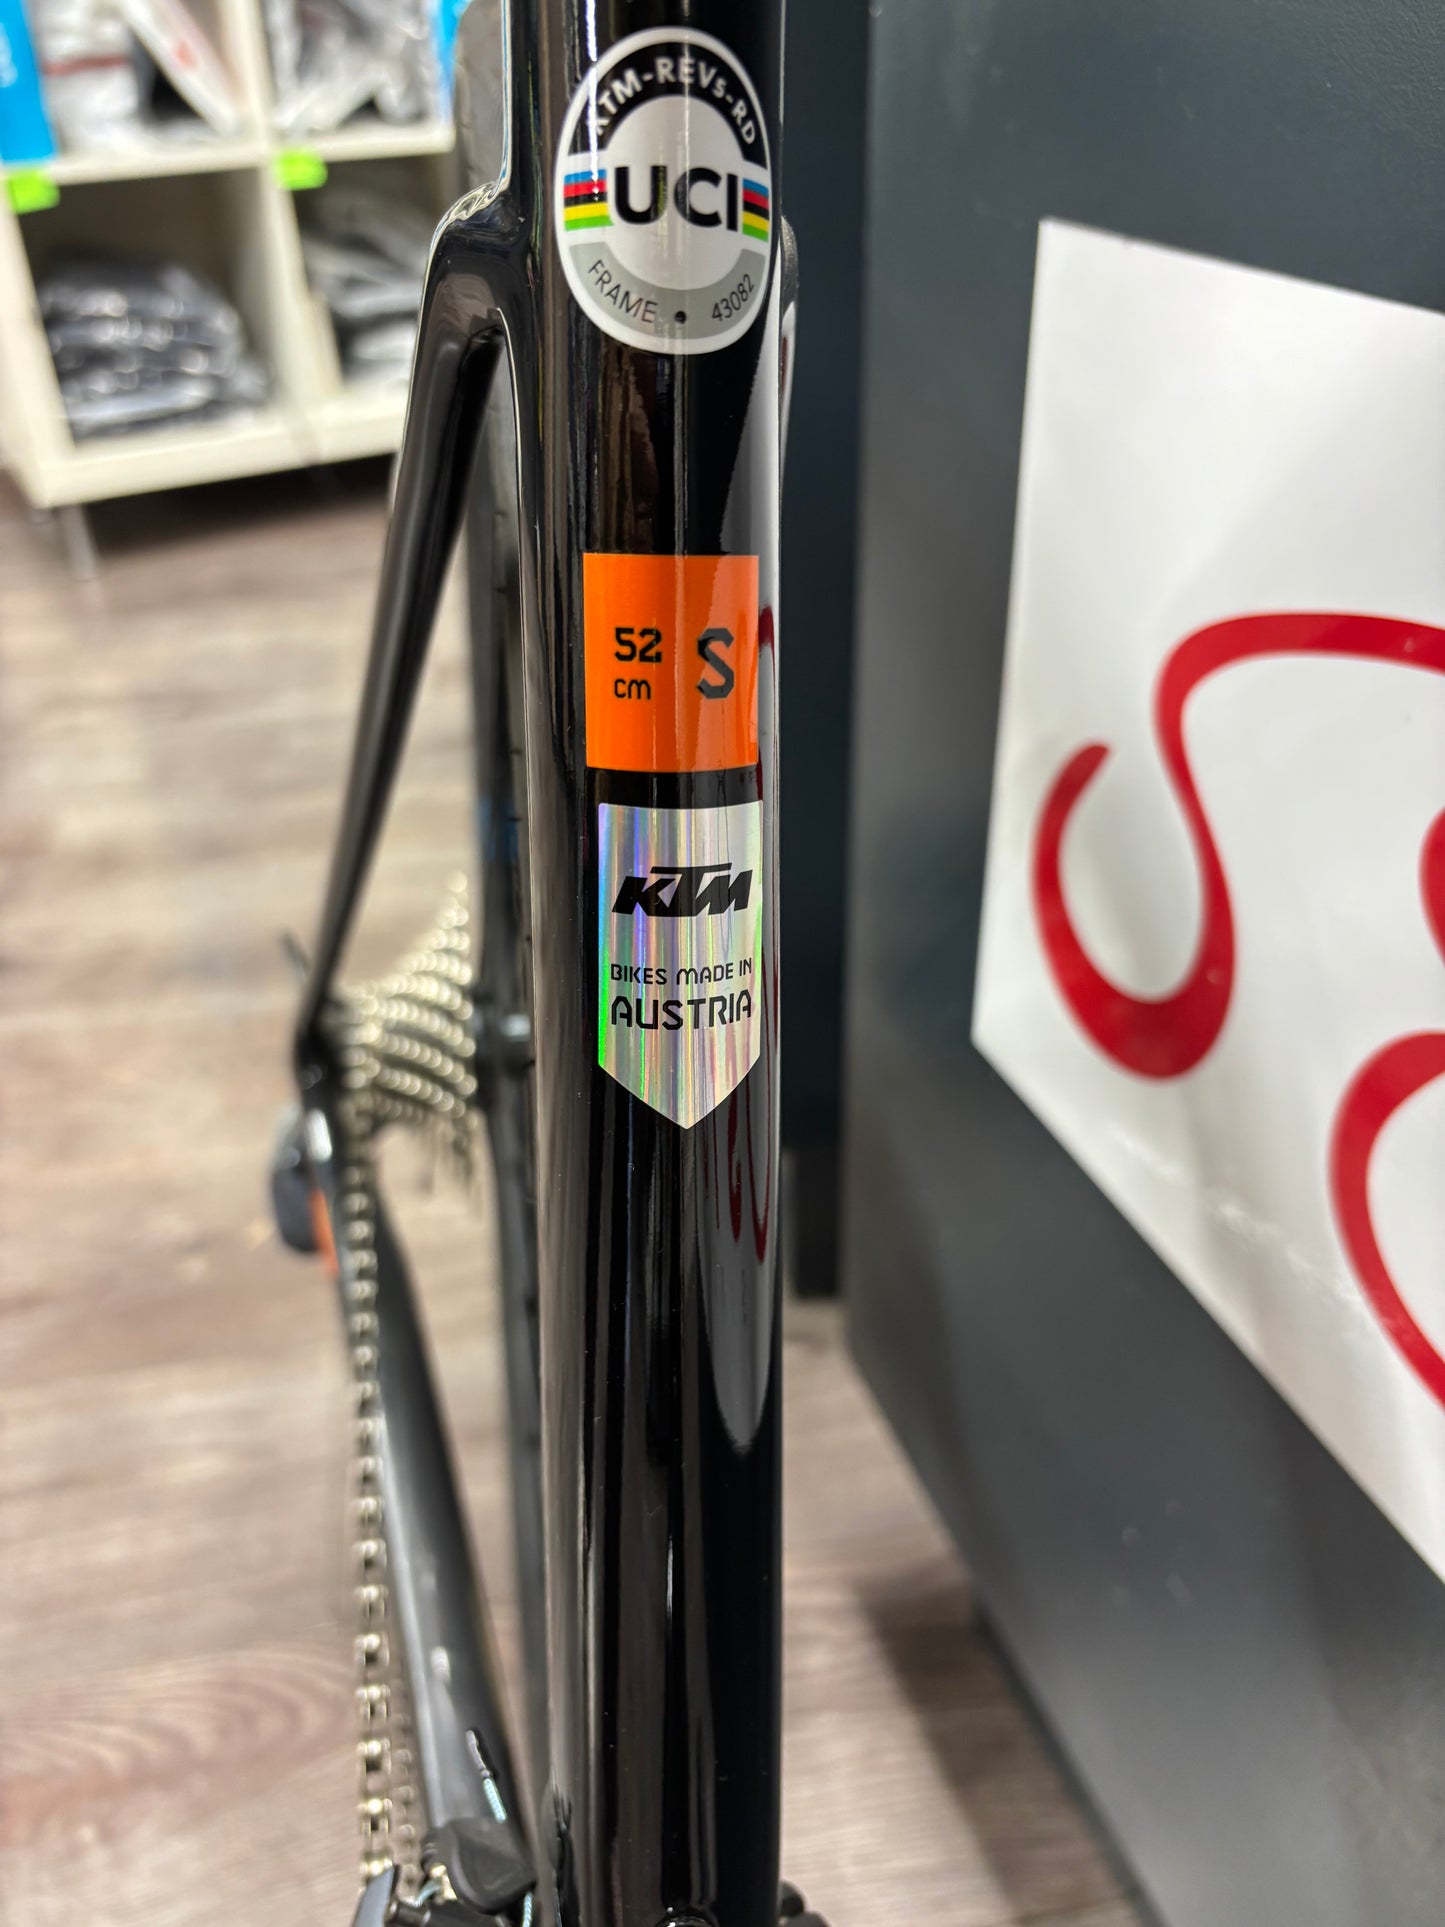 KTM-REVs-RD
UCI
FRAME • 43082
52 S
cm
KTM
BIKES MADE IN
AUSTRIA